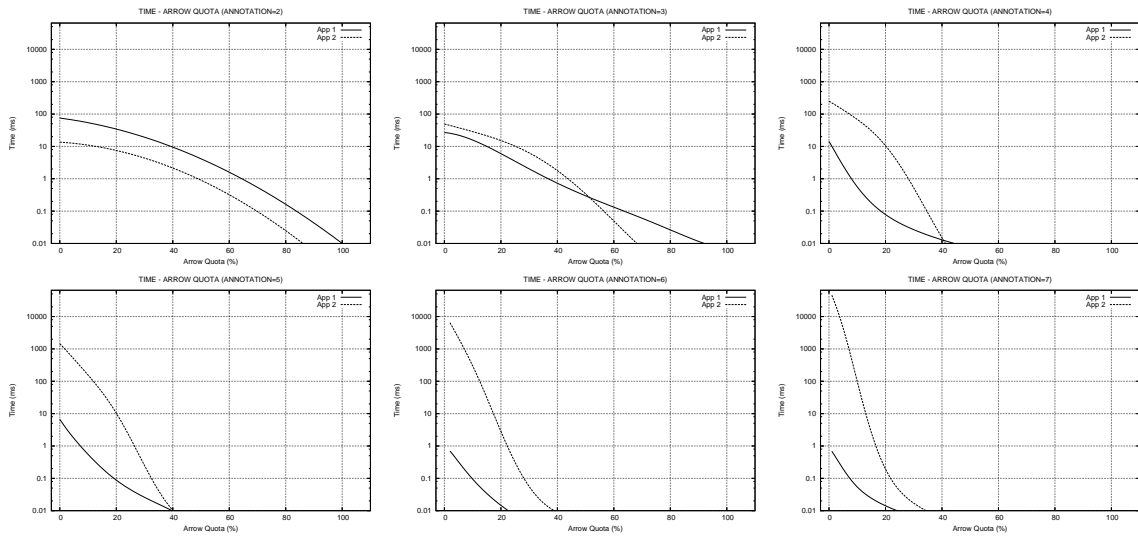 TIME - ARROW QUOTA (ANNOTATION=2)
App 1
App 2
10000
1000
100
10
1
0.1
0.01
Time (ms)
0 20 40 60 80 100
Arrow Quota (%)
TIME - ARROW QUOTA (ANNOTATION=3)
App 1
App 2
10000
1000
100
10
1
0.1
0.01
Time (ms)
0 20 40 60 80 100
Arrow Quota (%)
TIME - ARROW QUOTA (ANNOTATION=4)
App 1
App 2
10000
1000
100
10
1
0.1
0.01
Time (ms)
0 20 40 60 80 100
Arrow Quota (%)
TIME - ARROW QUOTA (ANNOTATION=5)
App 1
App 2
10000
1000
100
10
1
0.1
0.01
Time (ms)
0 20 40 60 80 100
Arrow Quota (%)
TIME - ARROW QUOTA (ANNOTATION=6)
App 1
App 2
10000
1000
100
10
1
0.1
0.01
Time (ms)
0 20 40 60 80 100
Arrow Quota (%)
TIME - ARROW QUOTA (ANNOTATION=7)
App 1
App 2
10000
1000
100
10
1
0.1
0.01
Time (ms)
0 20 40 60 80 100
Arrow Quota (%)